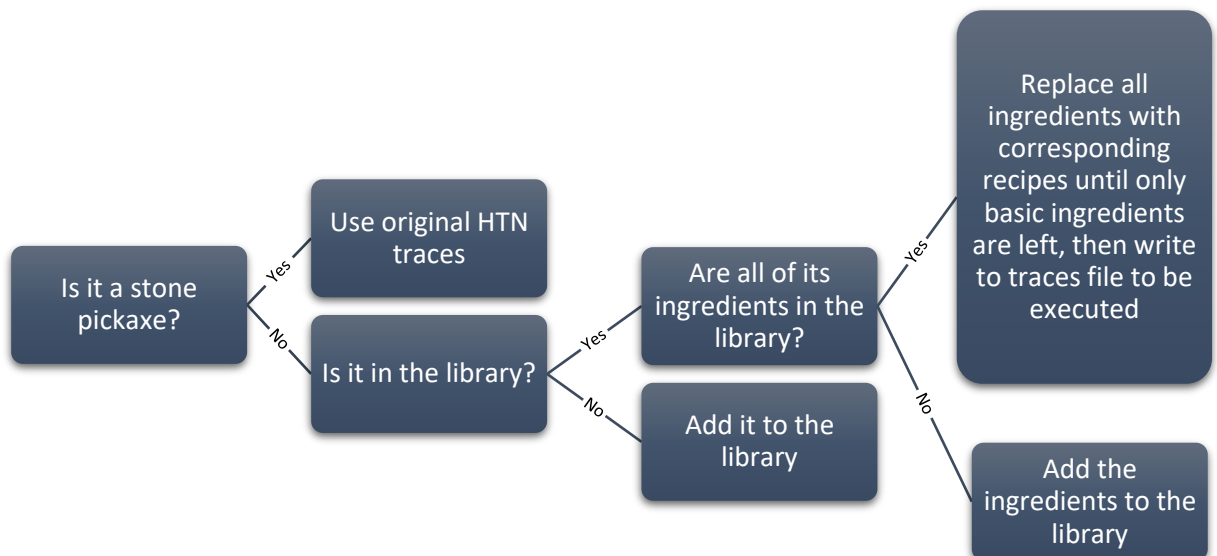 Is it a stone
pickaxe?
Yes
No
Use original HTN
traces
Is it in the library?
Yes
No
Are all of its
ingredients in the
library?
Add it to the
library
Yes
No
Replace all
ingredients with
corresponding
recipes until only
basic ingredients
are left, then write
to traces file to be
executed
Add the
ingredients to the
library